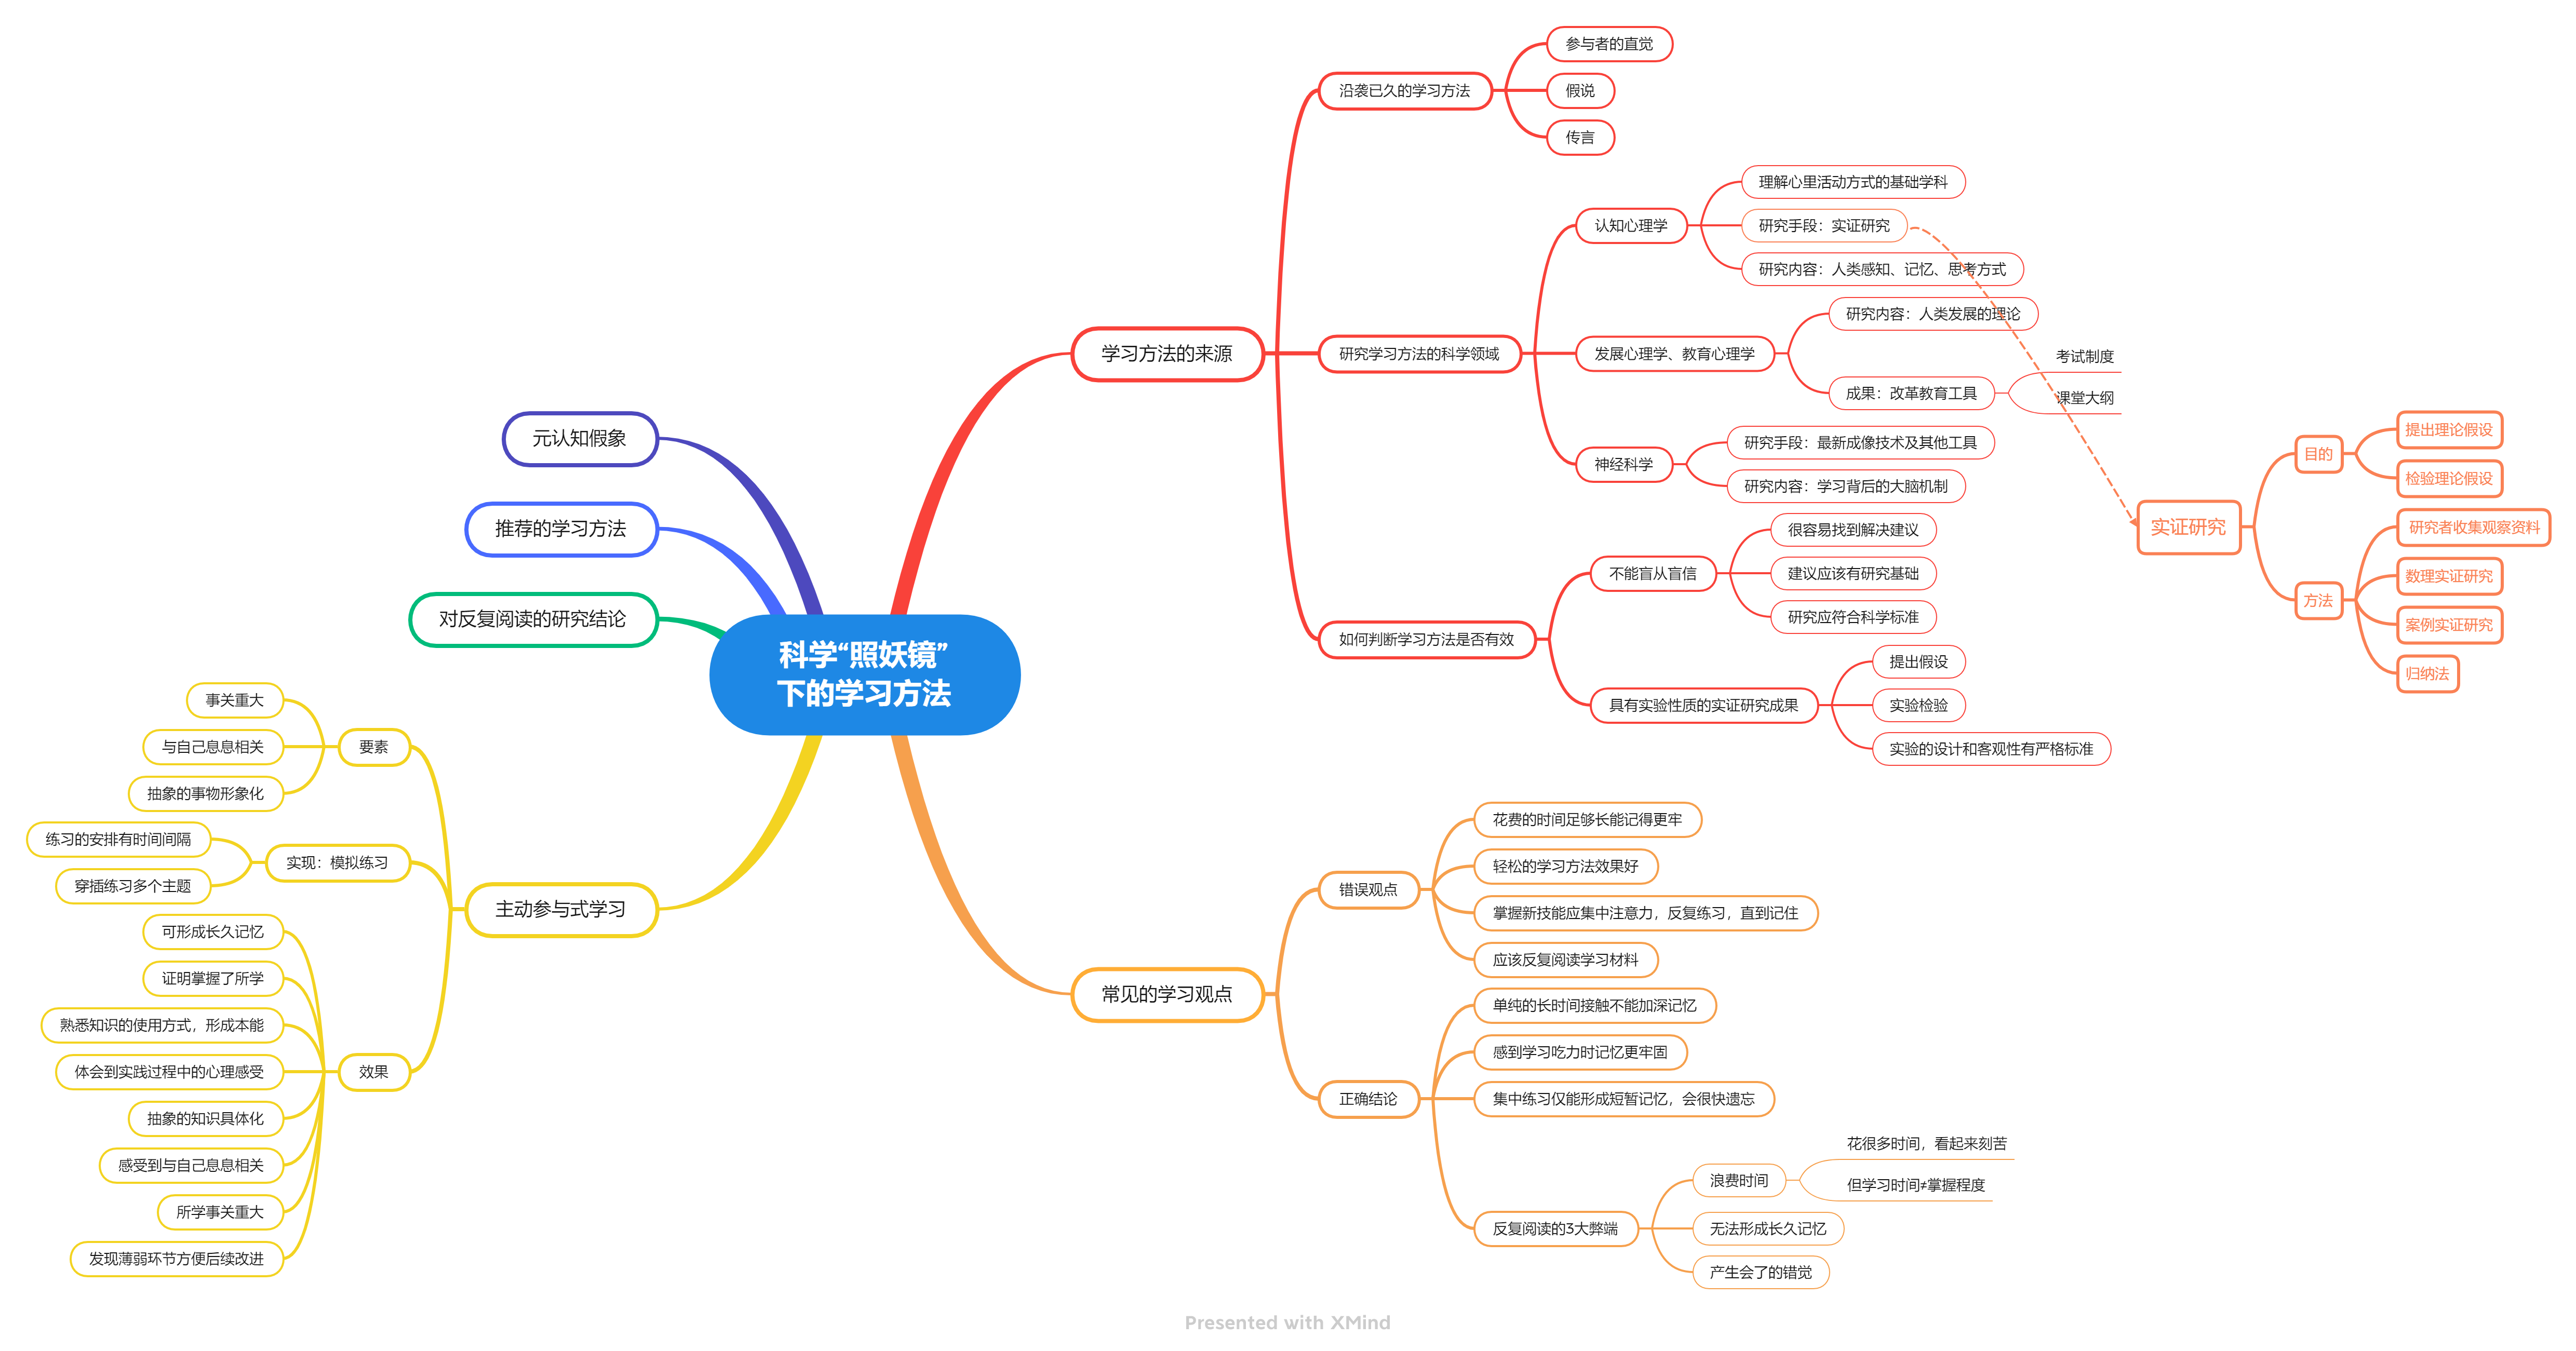 科学“照妖镜”
下的学习方法
学习方法的来源
沿袭已久的学习方法
参与者的直觉
假说
传言
研究学习方法的科学领域
认知心理学
理解心里活动方式的基础学科
研究手段：实证研究
研究内容：人类感知、记忆、思考方式
发展心理学、教育心理学
研究内容：人类发展的理论
成果：改革教育工具
考试制度
课堂大纲
神经科学
研究手段：最新成像技术及其他工具
研究内容：学习背后的大脑机制
如何判断学习方法是否有效
不能盲从盲信
很容易找到解决建议
建议应该有研究基础
研究应符合科学标准
具有实验性质的实证研究成果
提出假设
实验检验
实验的设计和客观性有严格标准
实证研究
目的
提出理论假设
检验理论假设
方法
研究者收集观察资料
数理实证研究
案例实证研究
归纳法
常见的学习观点
错误观点
花费的时间足够长能记得更牢
轻松的学习方法效果好
掌握新技能应集中注意力，反复练习，直到记住
应该反复阅读学习材料
正确结论
单纯的长时间接触不能加深记忆
感到学习吃力时记忆更牢固
集中练习仅能形成短暂记忆，会很快遗忘
反复阅读的3大弊端
浪费时间
花很多时间，看起来刻苦
但学习时间≠掌握程度
无法形成长久记忆
产生会了的错觉
元认知假象
推荐的学习方法
对反复阅读的研究结论
主动参与式学习
要素
事关重大
与自己息息相关
抽象的事物形象化
实现：模拟练习
练习的安排有时间间隔
穿插练习多个主题
效果
可形成长久记忆
证明掌握了所学
熟悉知识的使用方式，形成本能
体会到实践过程中的心理感受
抽象的知识具体化
感受到与自己息息相关
所学事关重大
发现薄弱环节方便后续改进
Presented with XMind